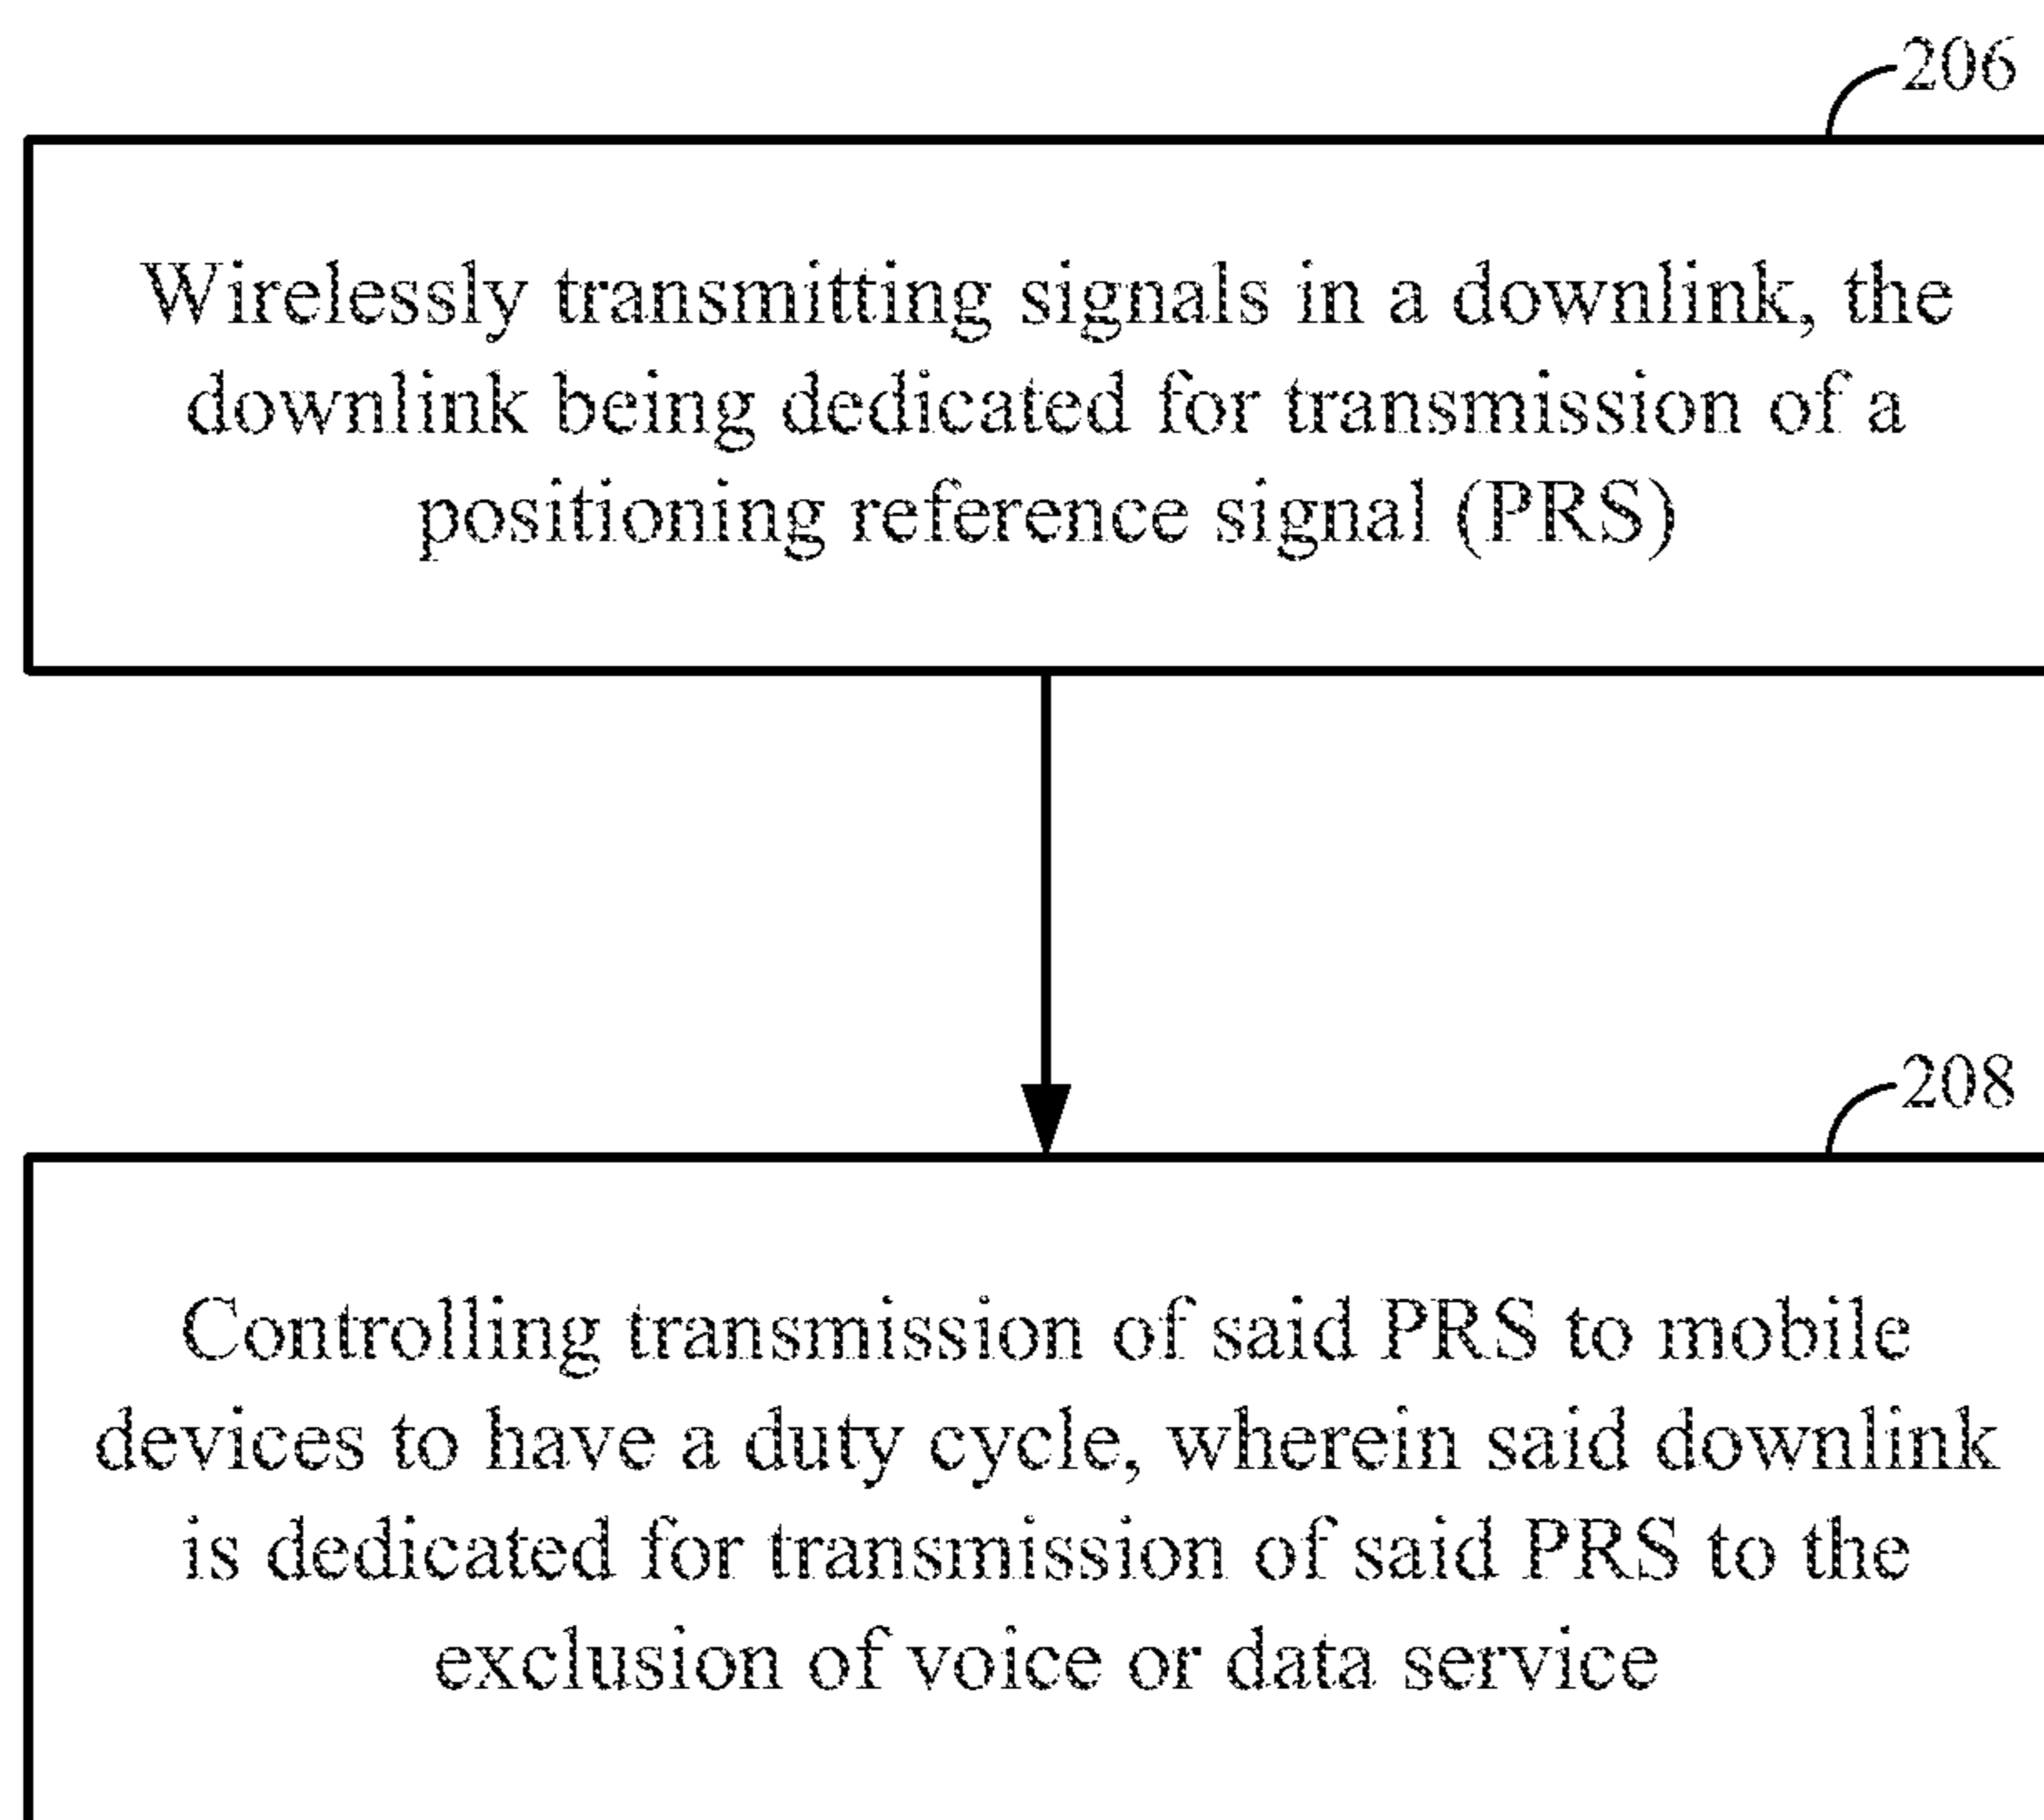 206
Wirelessly transmitting signals in a downlink, the
downlink being dedicated for transmission of a
positioning reference signal (PRS)
208
Controlling transmission of said PRS to mobile
devices to have a duty cycle, wherein said downlink
is dedicated for transmission of said PRS to the
exclusion of voice or data service